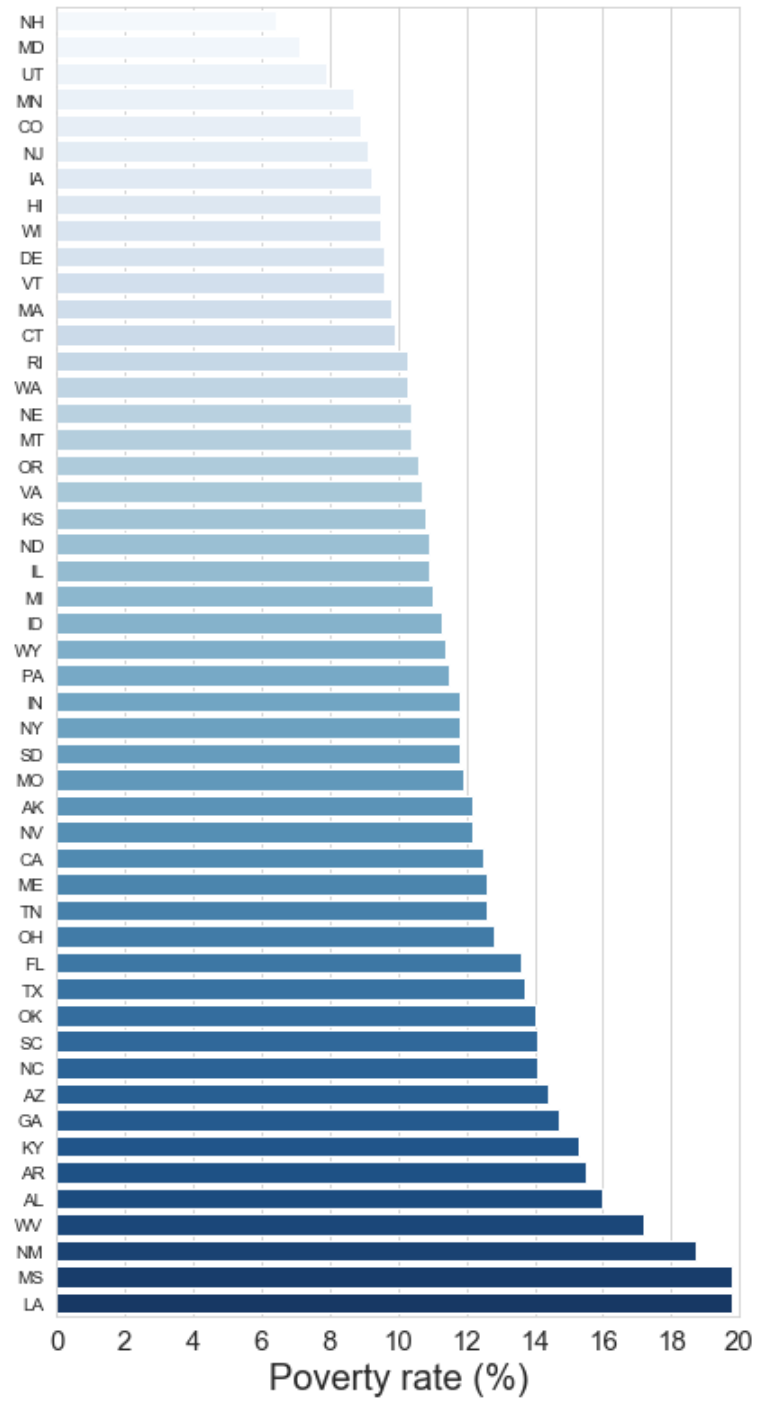 NH
MD
UT
MN
CO
NJ
IA
HI
WI
DE
VT
MA
CT
RI
WA
NE
MT
OR
VA
KS
ND
IL
MI
ID
WY
PA
IN
NY
SD
MO
AK
NV
CA
ME
TN
OH
FL
TX
OK
SC
NC
AZ
GA
KY
AR
AL
WV
NM
MS
LA
0 2 4 6 8 10 12 14 16 18 20
Poverty rate (%)